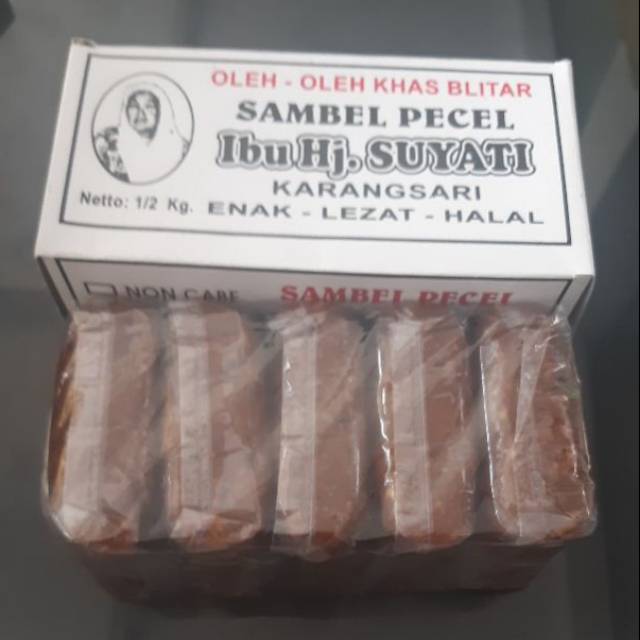 OLEH - OLEH KHAS BLITAR
SAMBEL PECEL
Ibu Hj. SUYATI
KARANGSARI
Netto: 1/2 Kg.
ENAK - LEZAT - HALAL
NON CABE
SAMBEL PECEL